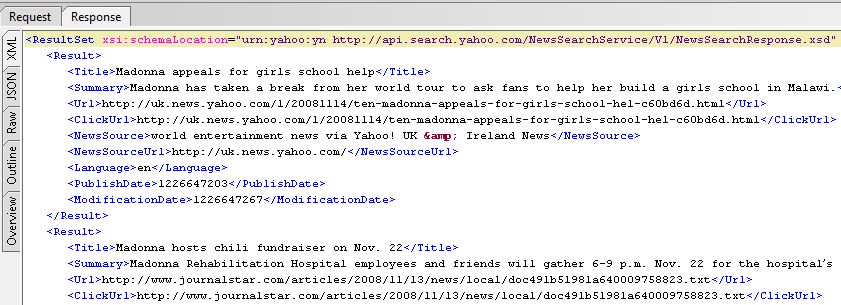 Request Response
XML
JSON
Raw
Outline
Overview
<ResultSet xsi:schemaLocation="urn:yahoo:yn http://api.search.yahoo.com/NewsSearchService/V1/NewsSearchResponse.xsd"
<Result>
<Title>Madonna appeals for girls school help</Title>
<Summary>Madonna has taken a break from her world tour to ask fans to help her build a girls school in Malawi.<
<Url>http://uk.news.yahoo.com/1/20081114/ten-madonna-appeals-for-girls-school-hel-c60bd6d.html</Url>
<ClickUrl>http://uk.news.yahoo.com/1/20081114/ten-madonna-appeals-for-girls-school-hel-c60bd6d.html</ClickUrl>
<NewsSource>world entertainment news via Yahoo! UK &amp; Ireland News</NewsSource>
<NewsSourceUrl>http://uk.news.yahoo.com/</NewsSourceUrl>
<Language>en</Language>
<PublishDate>1226647203</PublishDate>
<ModificationDate>1226647267</ModificationDate>
</Result>
<Result>
<Title>Madonna hosts chili fundraiser on Nov. 22</Title>
<Summary>Madonna Rehabilitation Hospital employees and friends will gather 6-9 p.m. Nov. 22 for the hospital's
<Url>http://www.journalstar.com/articles/2008/11/13/news/local/doc491b51981a640009758823.txt</Url>
<ClickUrl>http://www.journalstar.com/articles/2008/11/13/news/local/doc491b51981a640009758823.txt</ClickUrl>